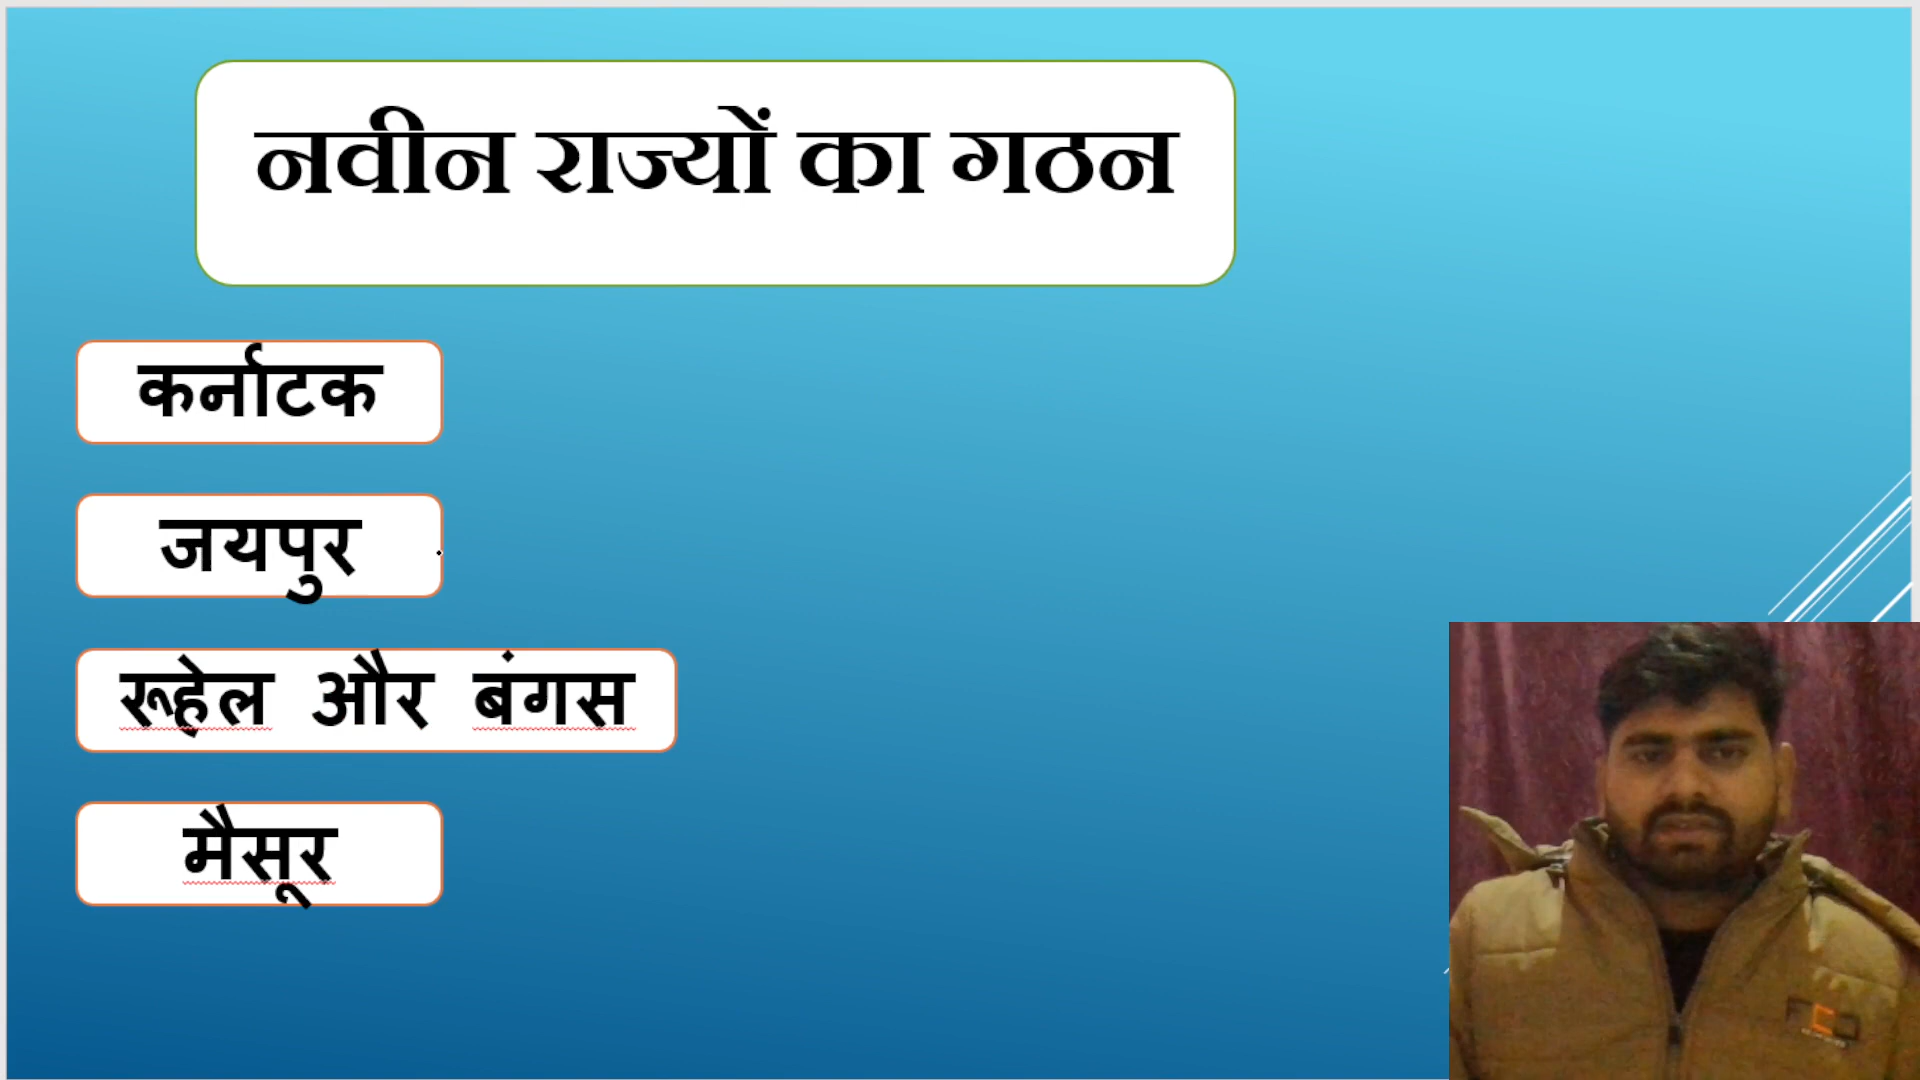 नवीन राज्यों का गठन
कर्नाटक
जयपुर
रूहेल और बंगस
मैसूर